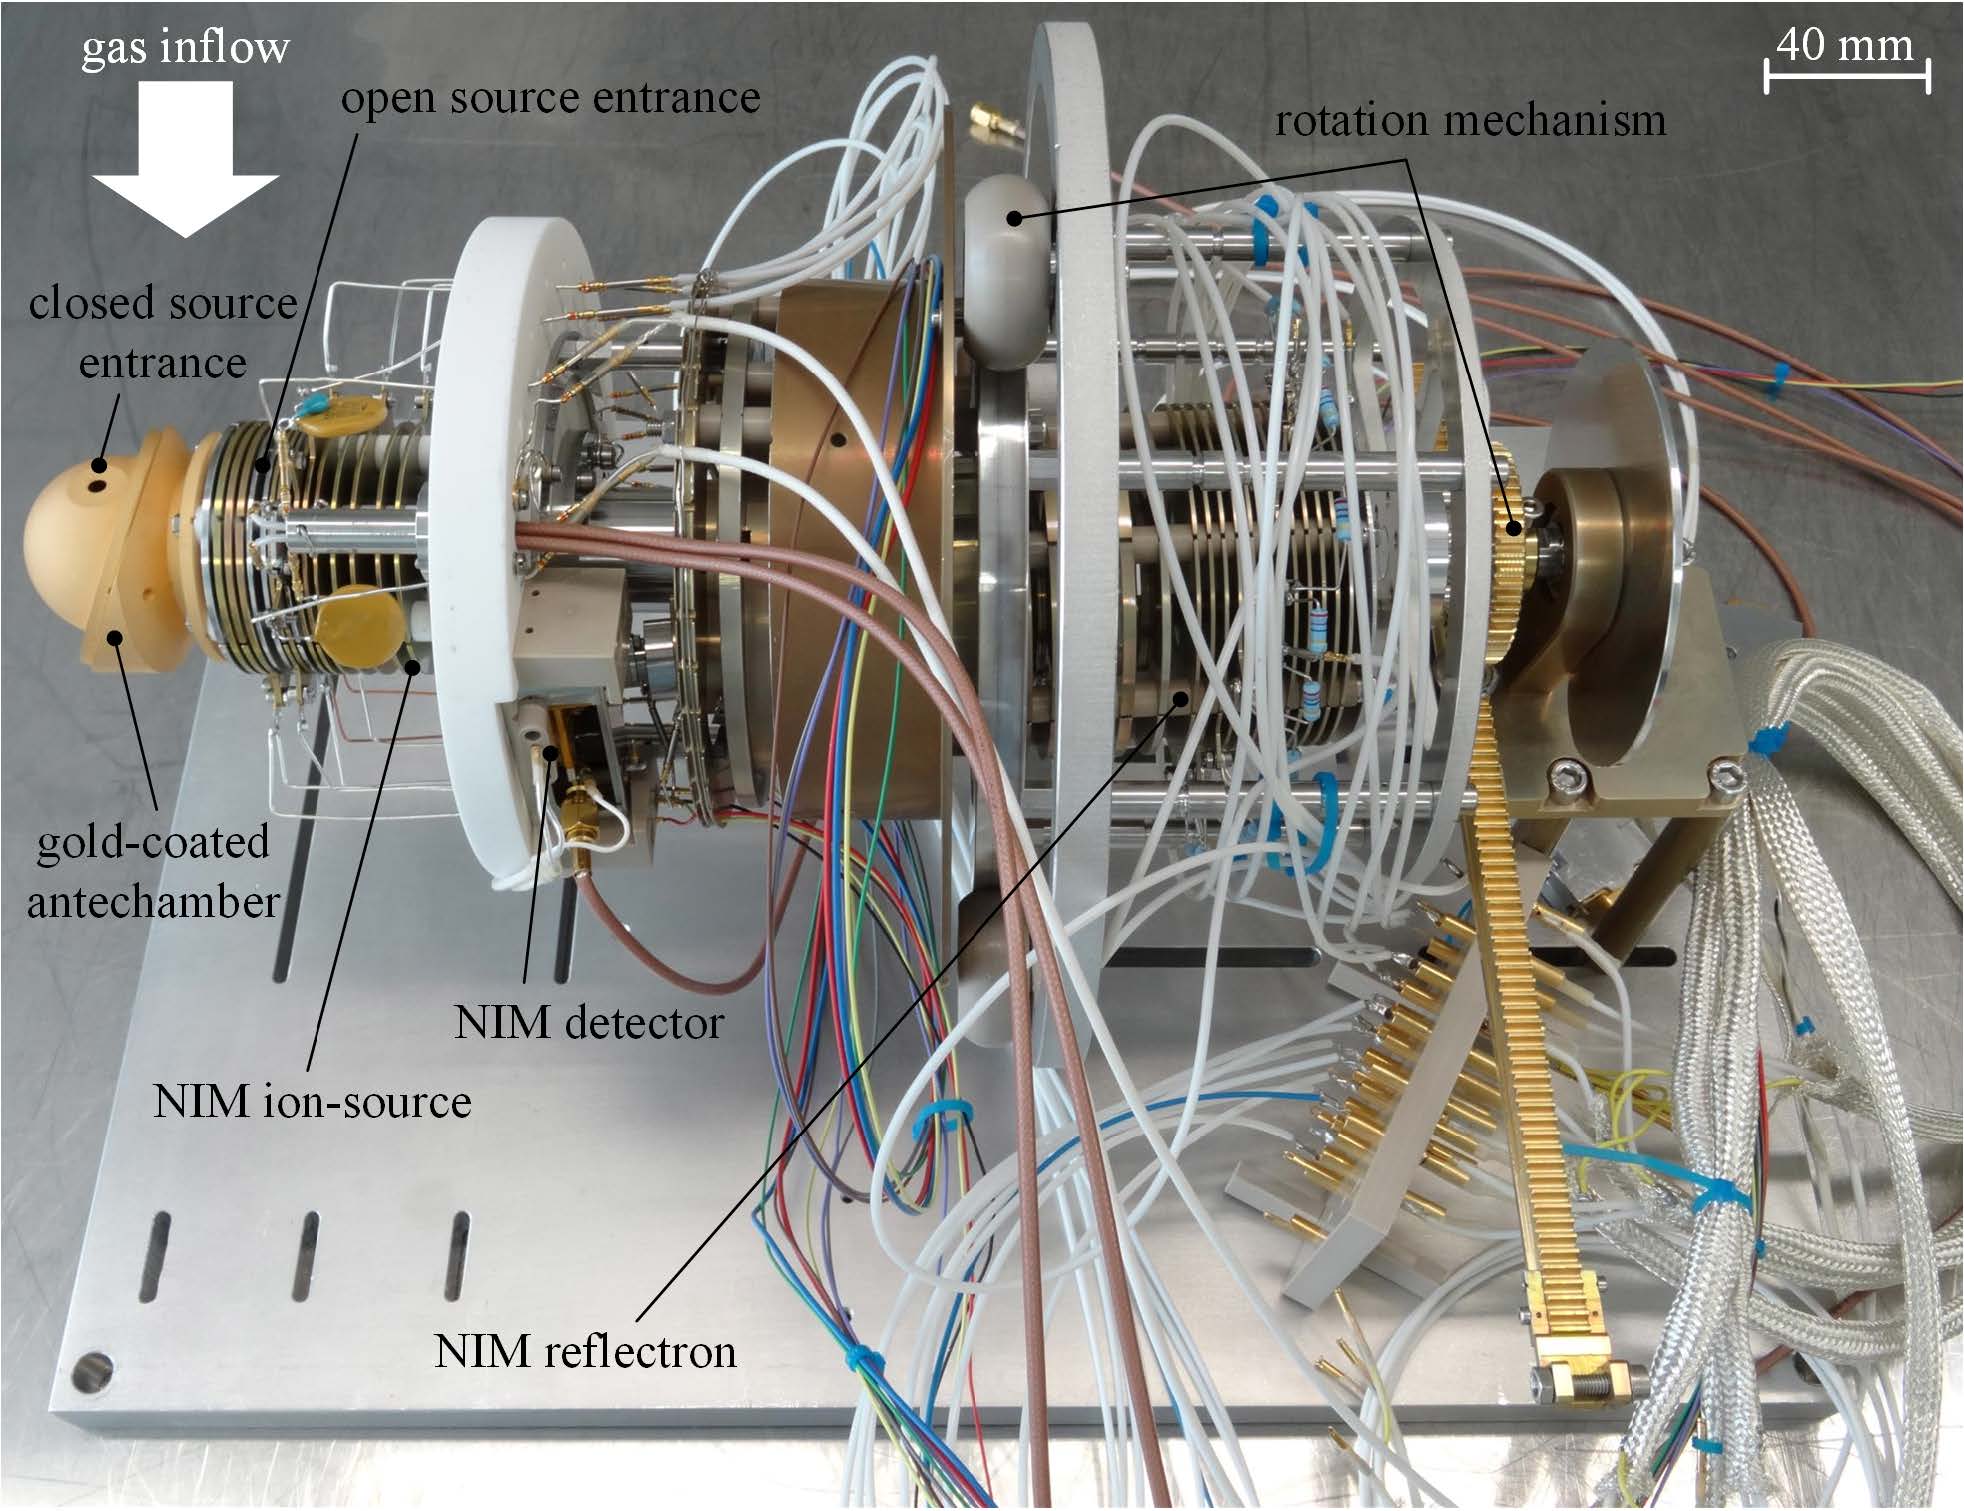 gas inflow
40 mm
open source entrance
rotation mechanism
closed source
entrance
gold-coated
antechamber
NIM detector
NIM ion-source
NIM reflectron